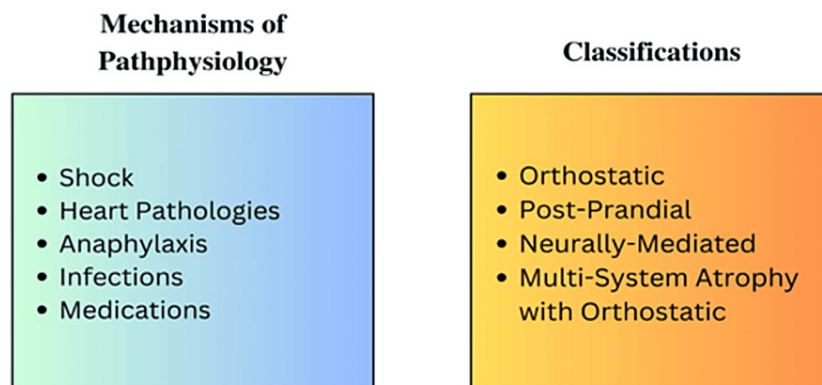 Mechanisms of
Pathphysiology
• Shock
• Heart Pathologies
• Anaphylaxis
• Infections
• Medications
Classifications
• Orthostatic
• Post-Prandial
• Neurally-Mediated
• Multi-System Atrophy
with Orthostatic